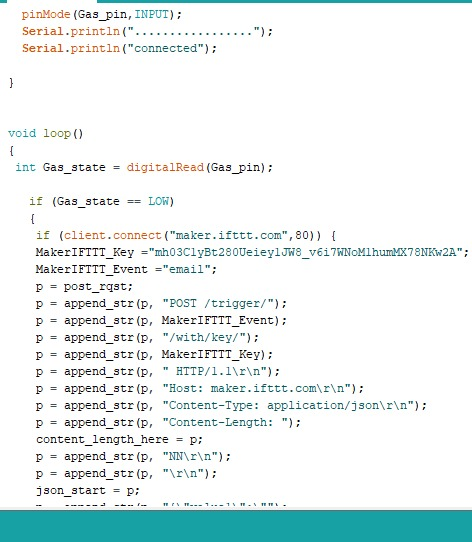 pinMode(Gas_pin,INPUT);
Serial.println("..................");
Serial.println("connected");
}
void loop()
{
int Gas_state = digitalRead(Gas_pin);
if (Gas_state == LOW)
{
if (client.connect("maker.ifttt.com",80)) {
MakerIFTTT_Key ="mh03ClyBt280Ueiey1JW8_v6i7WNoMlhumMX78NKw2A";
MakerIFTTT_Event ="email";
p = post_rqst;
p = append_str(p, "POST /trigger/");
p = append_str(p, MakerIFTTT_Event);
p = append_str(p, "/with/key/");
p = append_str(p, MakerIFTTT_Key);
p = append_str(p, " HTTP/1.1\r\n");
p = append_str(p, "Host: maker.ifttt.com\r\n");
p = append_str(p, "Content-Type: application/json\r\n");
p = append_str(p, "Content-Length: ");
content_length_here = p;
p = append_str(p, "NN\r\n");
p = append_str(p, "\r\n");
json_start = p;